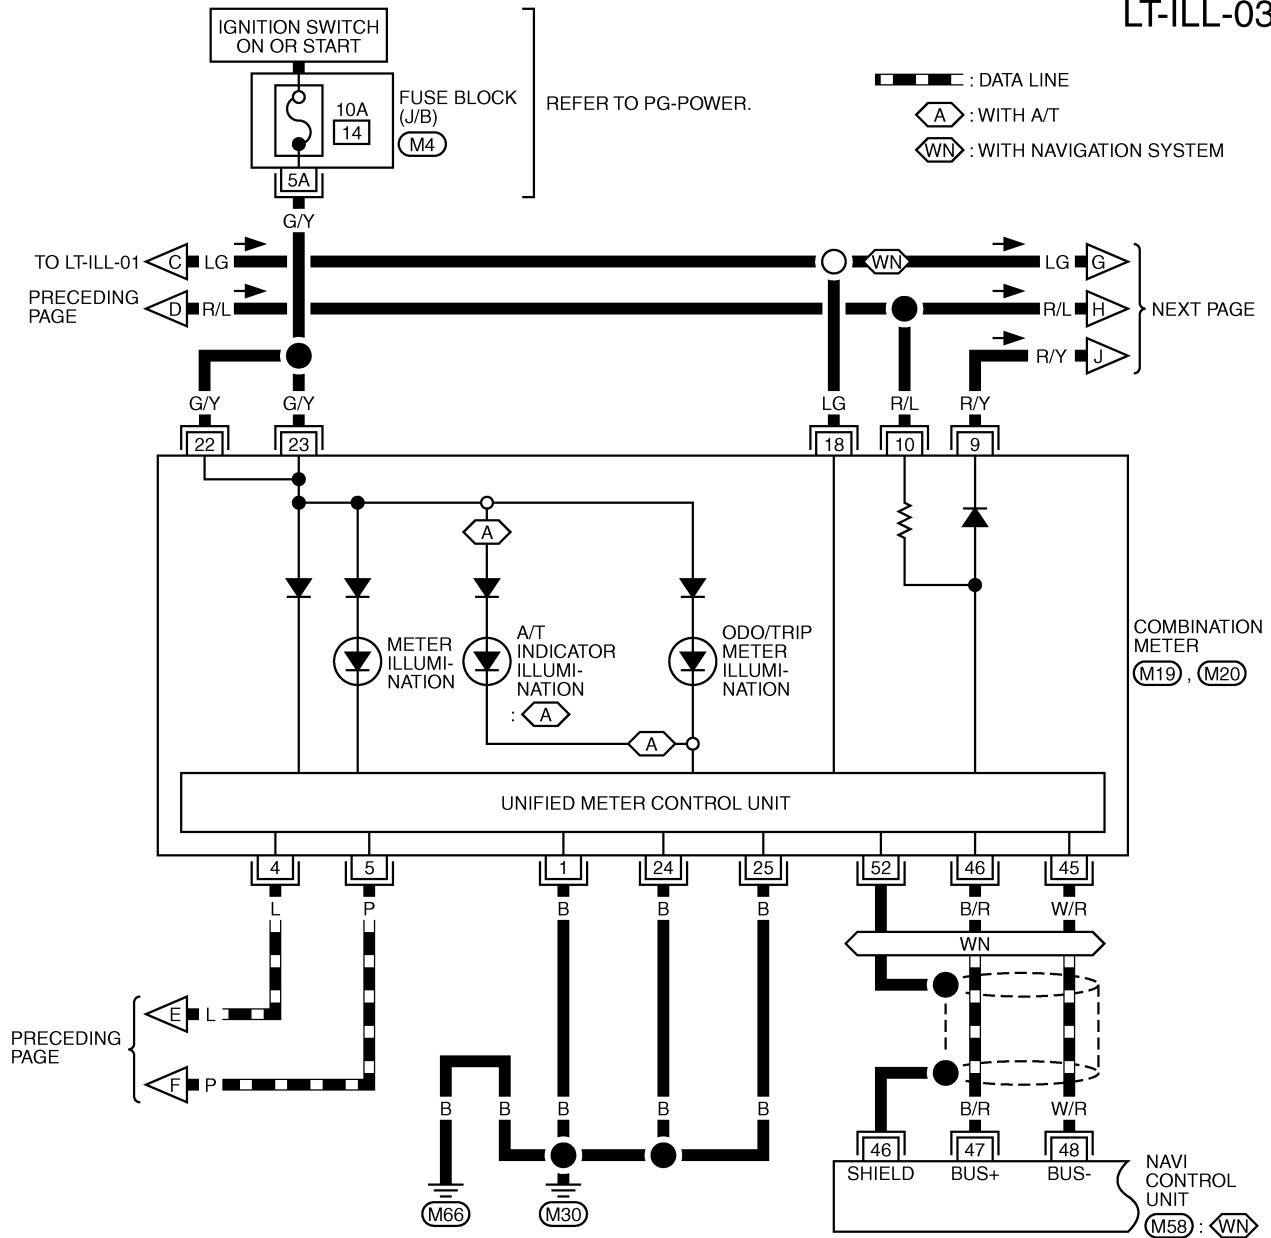 LT-ILL-03
IGNITION SWITCH
ON OR START
10A
14
FUSE BLOCK
(J/B)
M4
5A
REFER TO PG-POWER.
: DATA LINE
A : WITH A/T
WN : WITH NAVIGATION SYSTEM
G/Y
TO LT-ILL-01 C LG WN LG G
PRECEDING
PAGE
D R/L R/L H
NEXT PAGE
R/Y J
G/Y G/Y LG R/L R/Y
22 23 18 10 9
A
METER
ILLUMI-
NATION
A/T
INDICATOR
ILLUMI-
NATION
: A
ODO/TRIP
METER
ILLUMI-
NATION
A
COMBINATION
METER
M19 , M20
UNIFIED METER CONTROL UNIT
4 5 1 24 25 52 46 45
L P B B B B/R W/R
WN
E L
PRECEDING
PAGE
F P
B B B B B B/R W/R
46 47 48
SHIELD BUS+ BUS-
M66 M30
NAVI
CONTROL
UNIT
M58 : WN